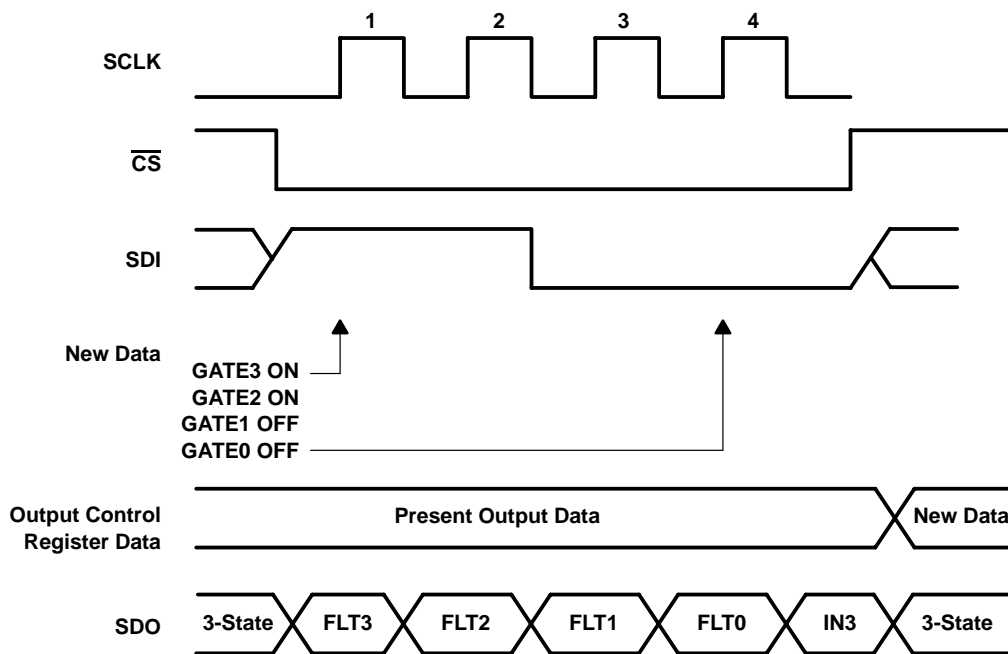 1 2 3 4
SCLK
CS
SDI
New Data
GATE3 ON
GATE2 ON
GATE1 OFF
GATE0 OFF
Output Control
Register Data
Present Output Data
New Data
SDO
3-State
FLT3
FLT2
FLT1
FLT0
IN3
3-State